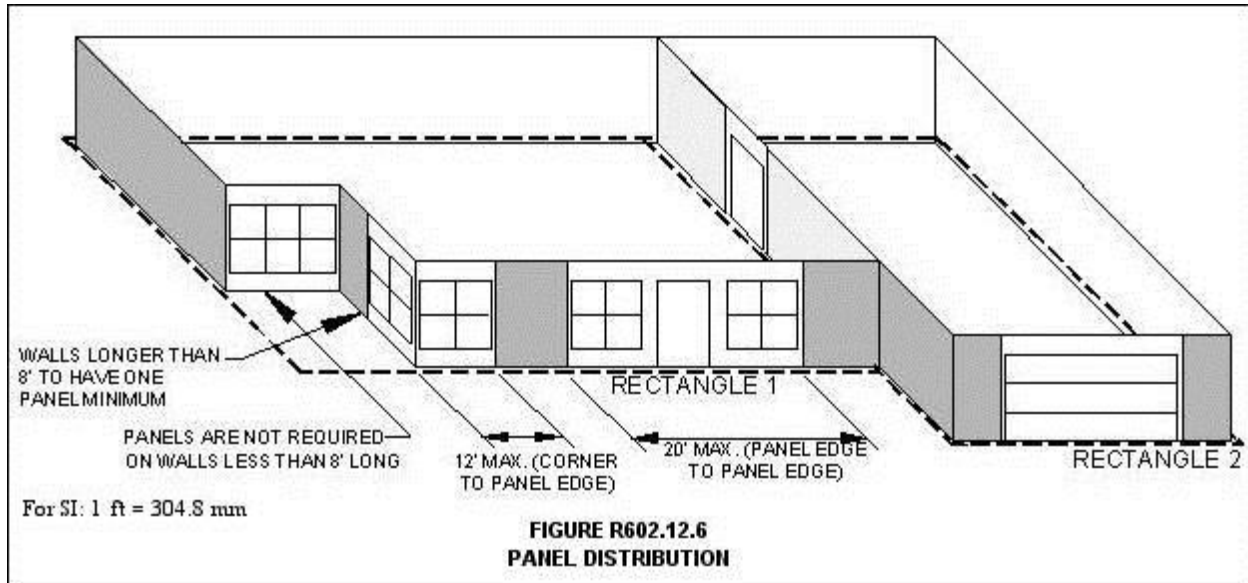 WALLS LONGER THAN
8' TO HAVE ONE
PANEL MINIMUM
PANELS ARE NOT REQUIRED
ON WALLS LESS THAN 8' LONG
12' MAX. (CORNER
TO PANEL EDGE)
RECTANGLE 1
20' MAX. (PANEL EDGE
TO PANEL EDGE)
RECTANGLE 2
For SI: 1 ft = 304.8 mm
FIGURE R602.12.6
PANEL DISTRIBUTION